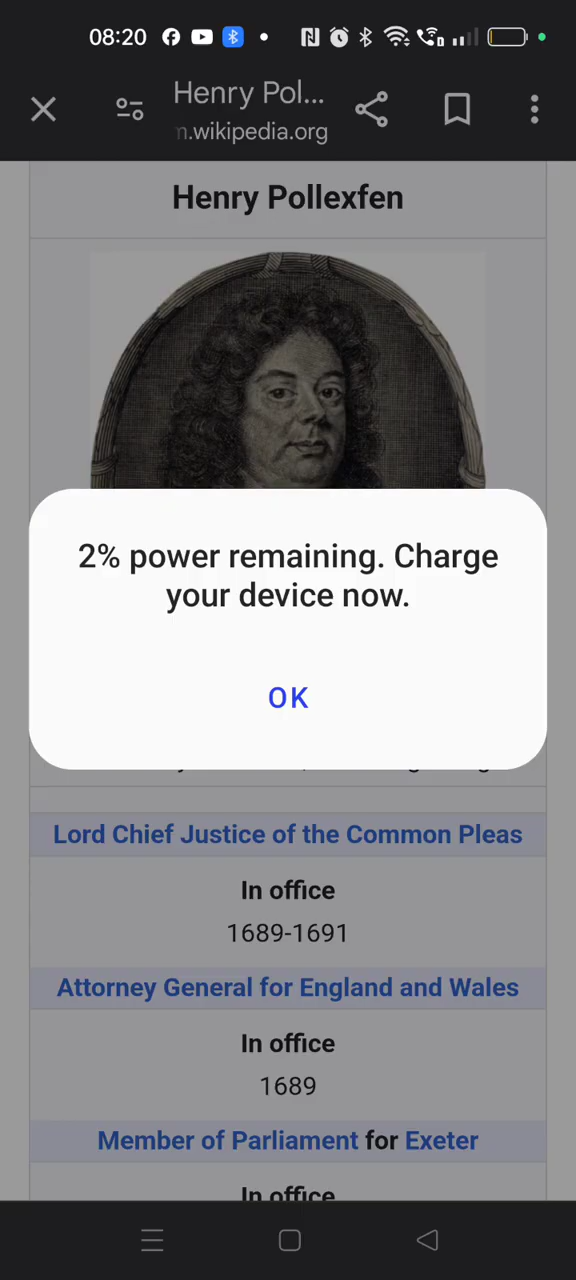 08:20
Henry Pol...
n.wikipedia.org
Henry Pollexfen
2% power remaining. Charge
your device now.
OK
Lord Chief Justice of the Common Pleas
In office
1689-1691
Attorney General for England and Wales
In office
1689
Member of Parliament for Exeter
In office